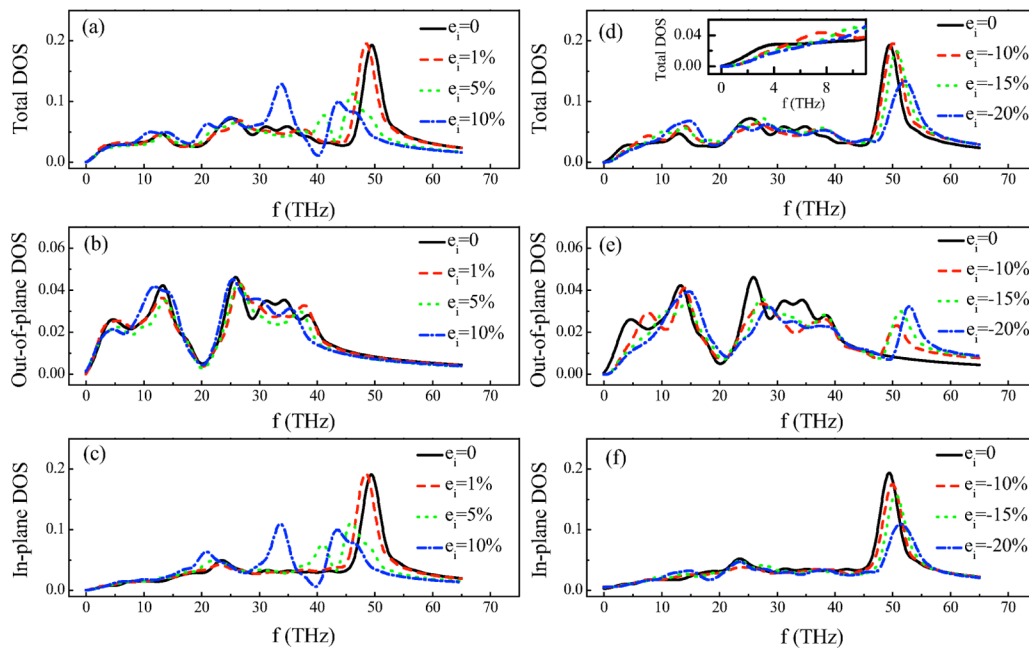 (a)
Total DOS
0.2
0.1
0.0
e_i=0
e_i=1%
e_i=5%
e_i=10%
0 10 20 30 40 50 60 70
f (THz)
(d)
Total DOS
0.2
0.1
0.0
Total DOS
0.04
0.00
0 4 8
f (THz)
e_i=0
e_i=-10%
e_i=-15%
e_i=-20%
0 10 20 30 40 50 60 70
f (THz)
(b)
Out-of-plane DOS
0.06
0.04
0.02
0.00
e_i=0
e_i=1%
e_i=5%
e_i=10%
0 10 20 30 40 50 60 70
f (THz)
(e)
Out-of-plane DOS
0.06
0.04
0.02
0.00
e_i=0
e_i=-10%
e_i=-15%
e_i=-20%
0 10 20 30 40 50 60 70
f (THz)
(c)
In-plane DOS
0.2
0.1
0.0
e_i=0
e_i=1%
e_i=5%
e_i=10%
0 10 20 30 40 50 60 70
f (THz)
(f)
In-plane DOS
0.2
0.1
0.0
e_i=0
e_i=-10%
e_i=-15%
e_i=-20%
0 10 20 30 40 50 60 70
f (THz)